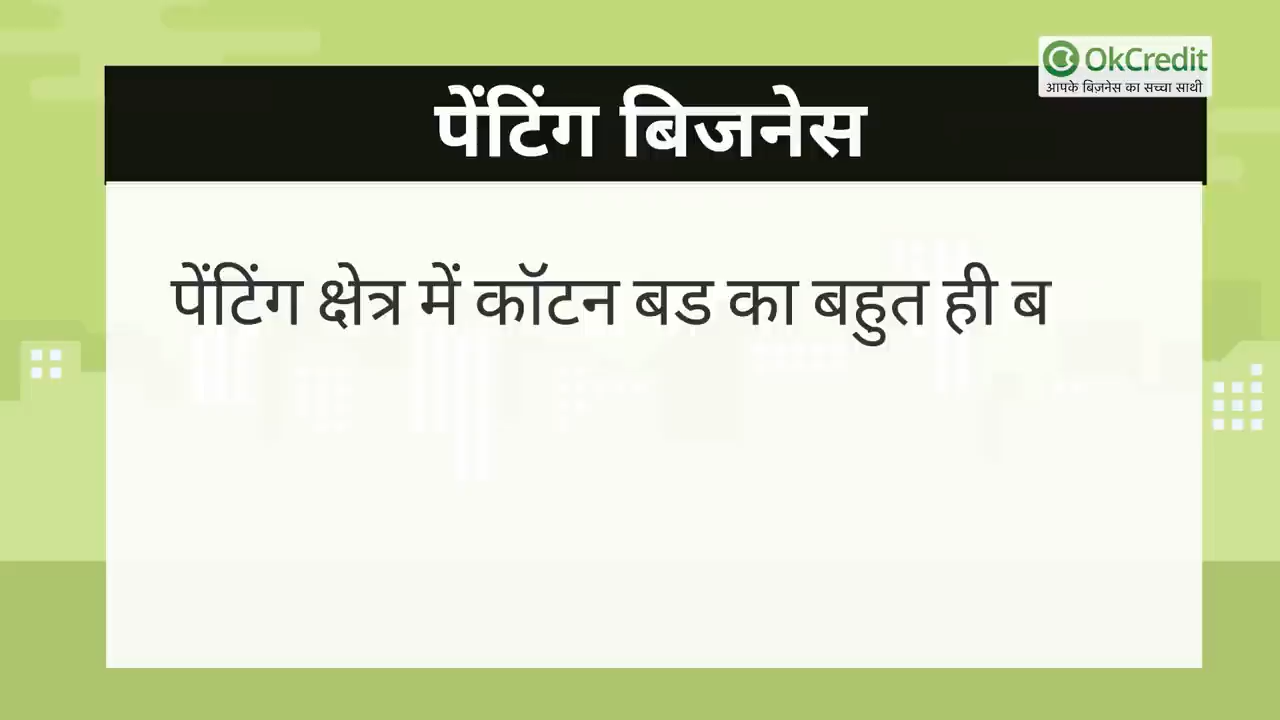 OkCredit
आपके बिज़नेस का सच्चा साथी
पेंटिंग बिजनेस
पेंटिंग क्षेत्र में कॉटन बड का बहुत ही ब